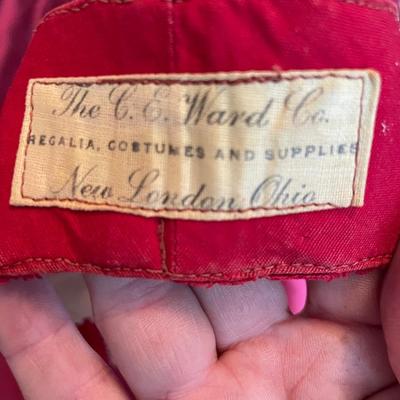 The C. E. Ward Co.
REGALIA, COSTUMES AND SUPPLIES
New London, Ohio